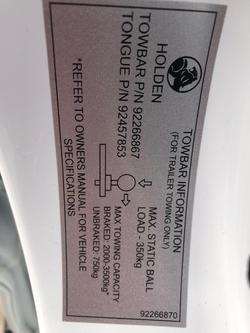 HOLDEN
TOWBAR P/N 92266867
TONGUE P/N 92457853
TOWBAR INFORMATION
(FOR TRAILER TOWING ONLY)
MAX. STATIC BALL
LOAD - 350kg
MAX TOWING CAPACITY
BRAKED: 2000-3500kg*
UNBRAKED: 750kg
*REFER TO OWNERS MANUAL FOR VEHICLE
SPECIFICATIONS
92266870